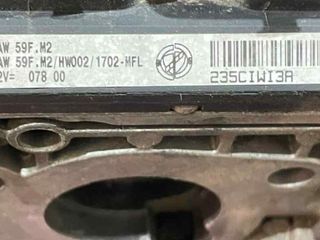 AW 59F.M2
AW 59F.M2/HW002/1702-MFL
2V= 078 00
235CIWI3A